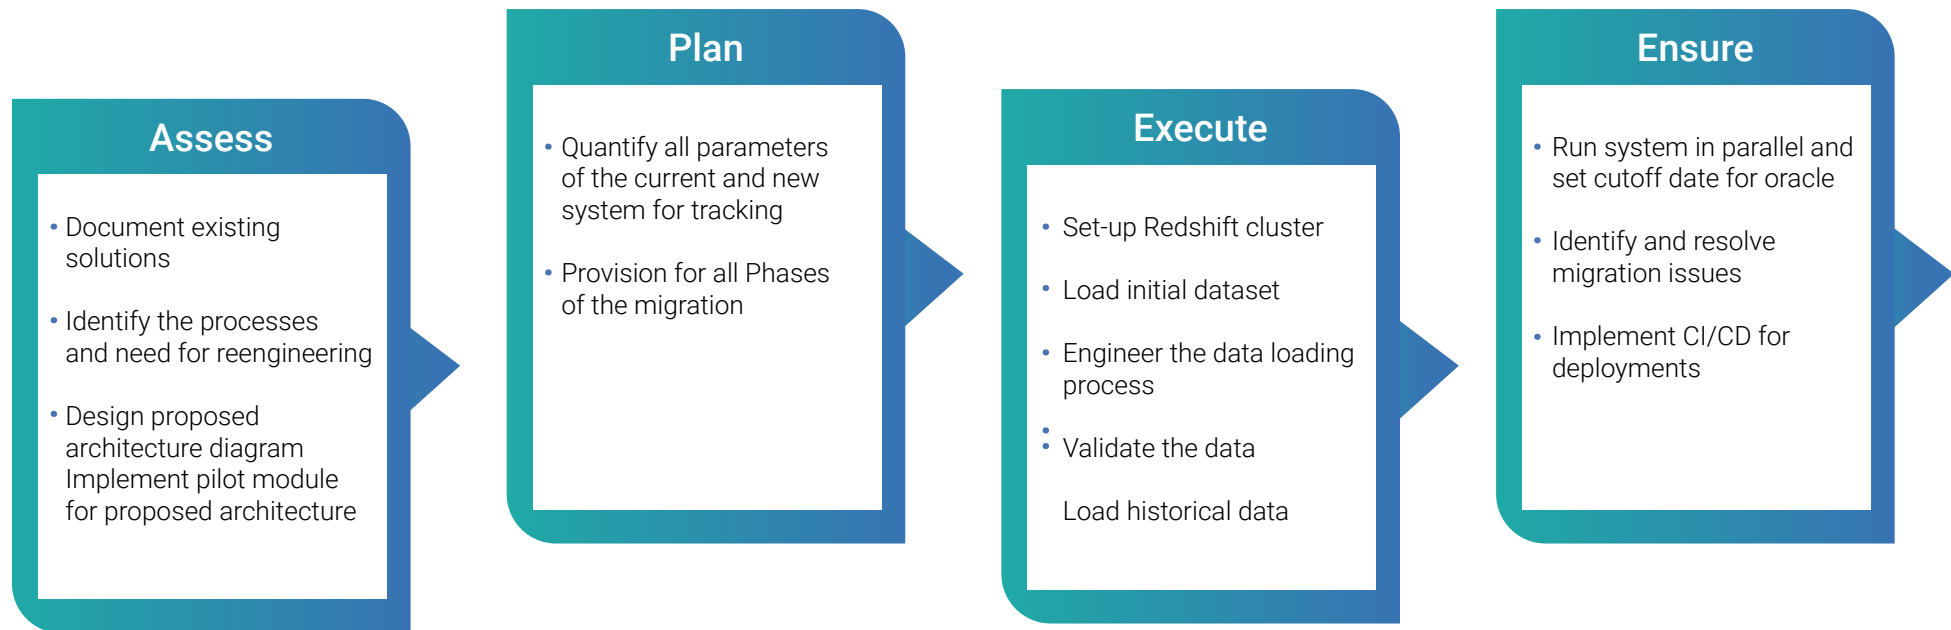 Assess
• Document existing
solutions
• Identify the processes
and need for reengineering
• Design proposed
architecture diagram
Implement pilot module
for proposed architecture
Plan
• Quantify all parameters
of the current and new
system for tracking
• Provision for all Phases
of the migration
Execute
• Set-up Redshift cluster
• Load initial dataset
• Engineer the data loading
process
• Validate the data
Load historical data
Ensure
• Run system in parallel and
set cutoff date for oracle
• Identify and resolve
migration issues
• Implement CI/CD for
deployments